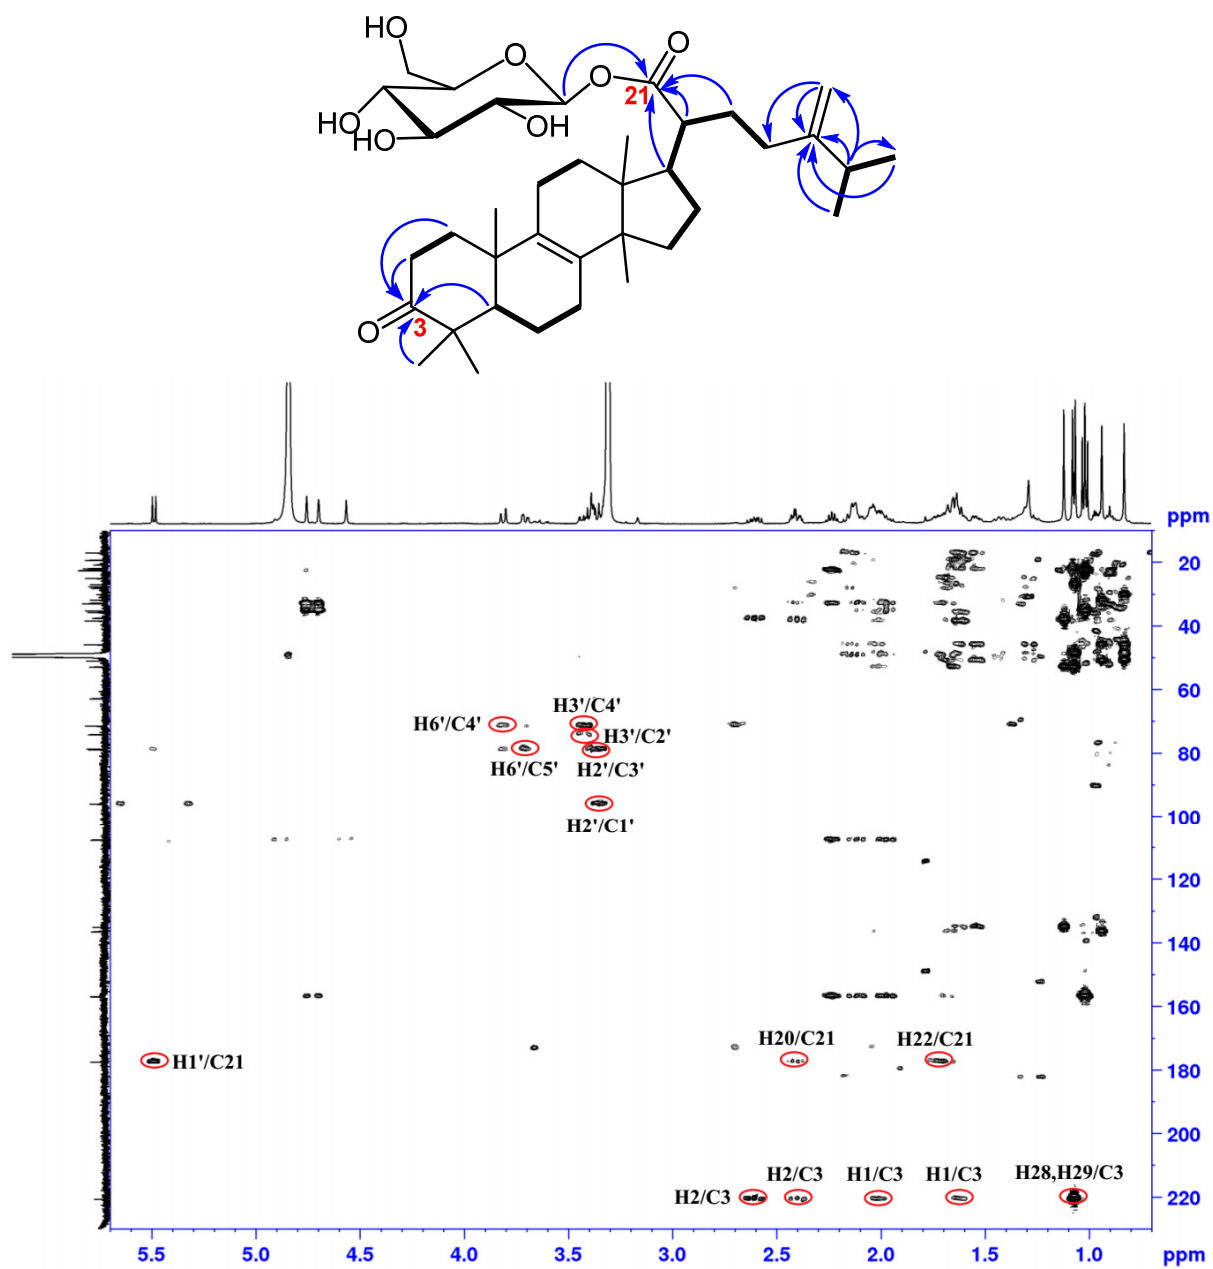 HO
O
O
O
21
HO
HO
OH
O
3
ppm
20
40
60
80
100
120
140
160
180
200
220
H3'/C4'
H6'/C4'
H3'/C2'
H6'/C5'
H2'/C3'
H2'/C1'
H20/C21
H22/C21
H1'/C21
H2/C3
H2/C3
H1/C3
H1/C3
H28,H29/C3
5.5
5.0
4.5
4.0
3.5
3.0
2.5
2.0
1.5
1.0
ppm